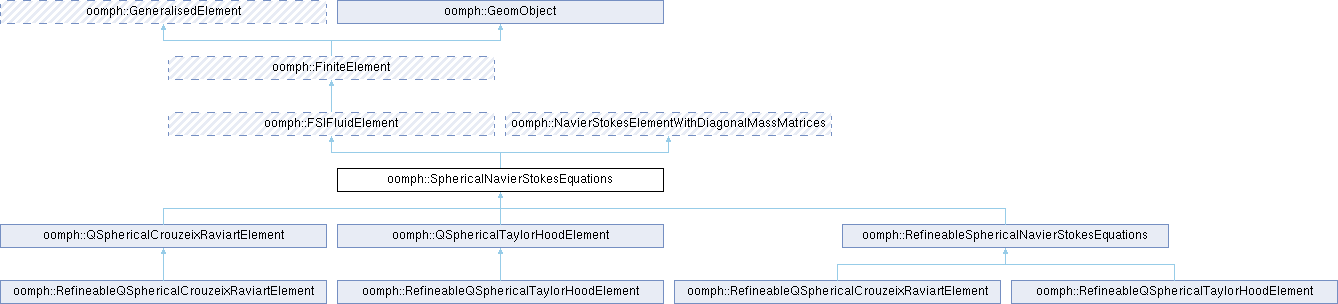 oomph::GeneralisedElement
oomph::GeomObject
oomph::FiniteElement
oomph::FSIFluidElement
oomph::NavierStokesElementWithDiagonalMassMatrices
oomph::SphericalNavierStokesEquations
oomph::QSphericalCrouzeixRaviartElement
oomph::QSphericalTaylorHoodElement
oomph::RefineableSphericalNavierStokesEquations
oomph::RefineableQSphericalCrouzeixRaviartElement
oomph::RefineableQSphericalTaylorHoodElement
oomph::RefineableQSphericalCrouzeixRaviartElement
oomph::RefineableQSphericalTaylorHoodElement